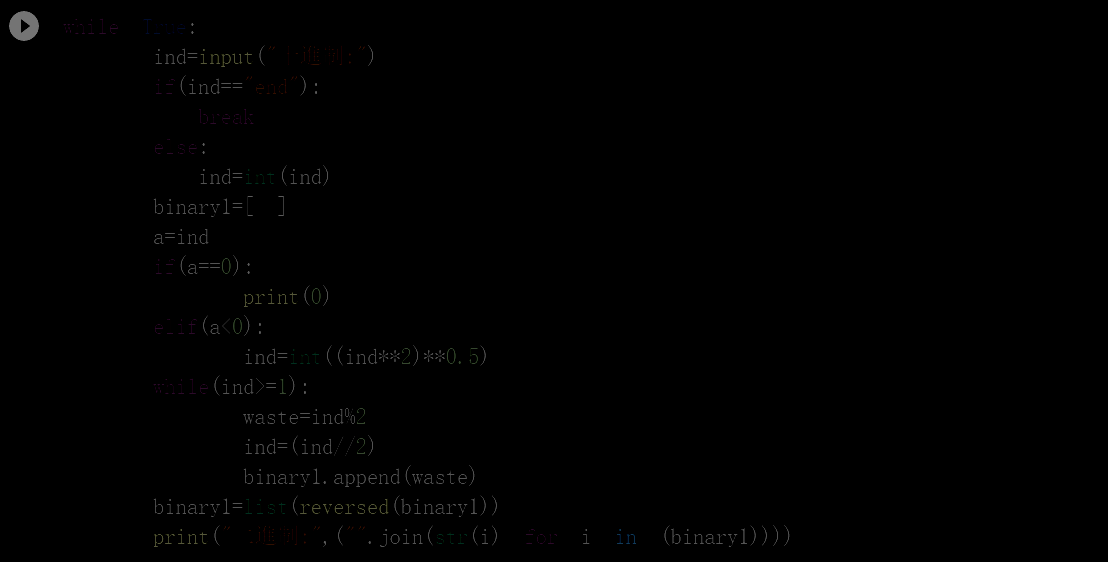 while True:
ind=input("十進制:")
if(ind=="end"):
break
else:
ind=int(ind)
binary1=[ ]
a=ind
if(a==0):
print(0)
elif(a<0):
ind=int((ind**2)**0.5)
while(ind>=1):
waste=ind%2
ind=(ind//2)
binary1.append(waste)
binary1=list(reversed(binary1))
print("二進制:",("".join(str(i) for i in (binary1))))